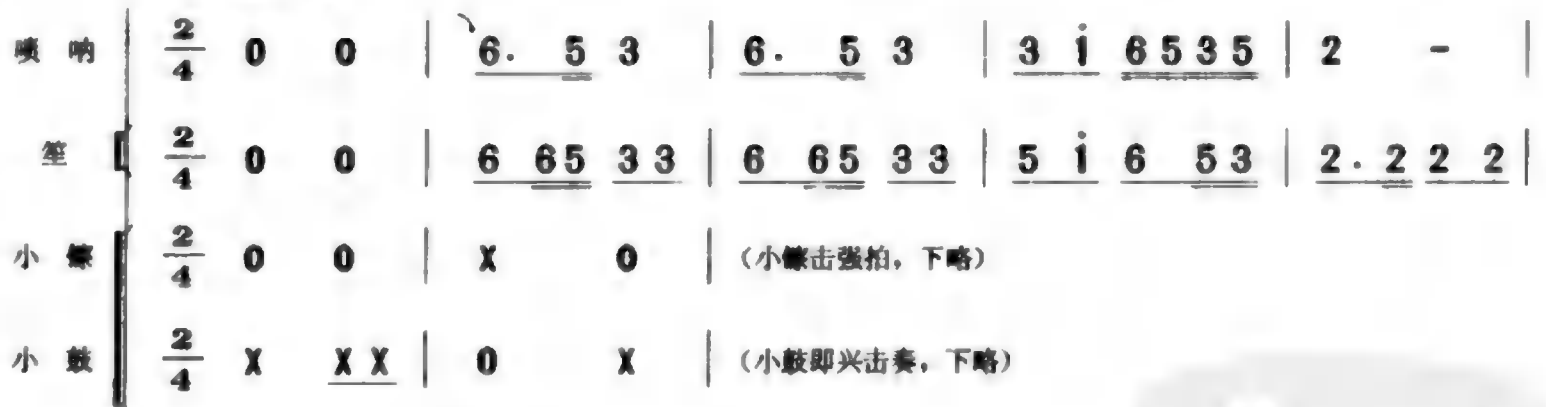 唢呐 2/4 0 0 | 6. 5 3 | 6. 5 3 | 3 i 6535 | 2 - |
笙 2/4 0 0 | 6 65 33 | 6 65 33 | 5 i 6 53 | 2.2 2 2 |
小镲 2/4 0 0 | X 0 | (小镲击强拍，下略)
小鼓 2/4 X XX | 0 X | (小鼓即兴击奏，下略)